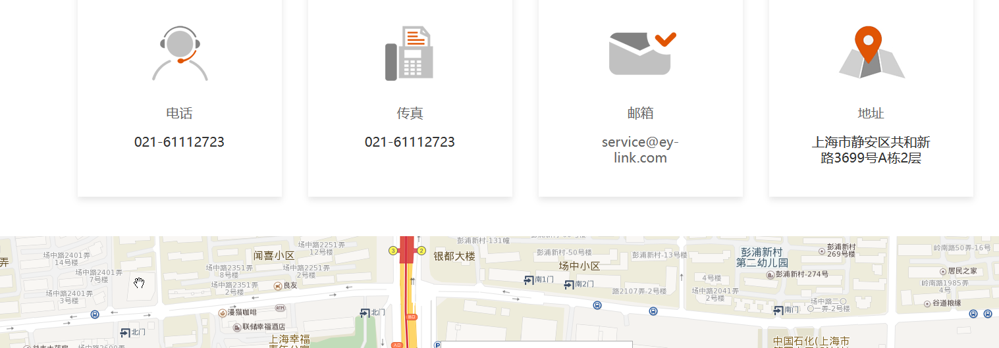 电话
021-61112723
传真
021-61112723
邮箱
service@ey-
link.com
地址
上海市静安区共和新
路3699号A栋2层
弄
场中路2401弄
14号楼
闻喜小区
场中路2251弄
12号楼
场中路2401弄
7号楼
场中路2351弄
8号楼
场中路2251弄
2号楼
场中路2351弄
2号楼
良友
场中路2401弄
3号楼
漫猫咖啡
ATM
联储幸福酒店
北门
北门
上海幸福
3
2
银都大楼
彭浦新村-131幢
彭浦新村-50号楼
场中小区
彭浦新村-13号楼
南1门
南2门
路2107弄-2号楼
彭浦新村
第二幼儿园
彭浦新村
269号楼
彭浦新村-274号
4号楼
场中路2041弄
2号楼
南门
场中路二〇
〇一弄-2号楼
岭南路50弄-16号
居民之家
岭南路1985弄
4号
谷道粮缘
出口
入口
P
中国石化(上海市